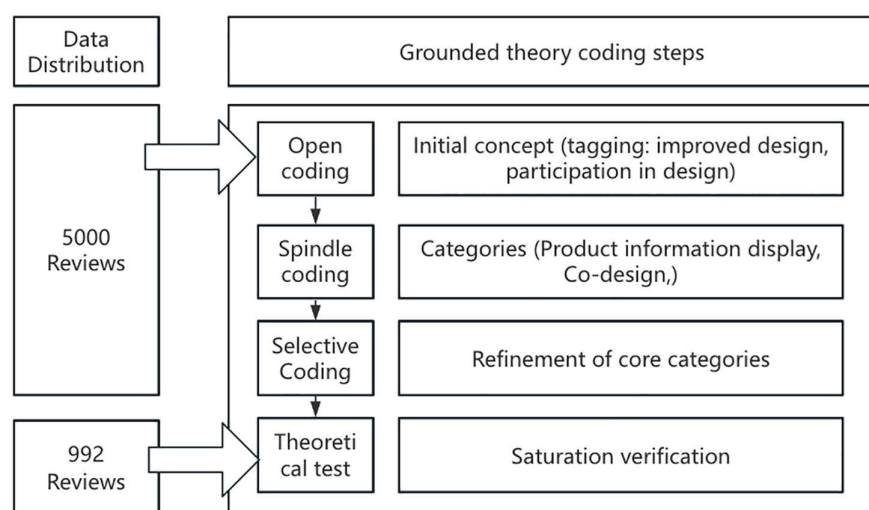 Data
Distribution
Grounded theory coding steps
5000
Reviews
Open
coding
Initial concept (tagging: improved design,
participation in design)
Spindle
coding
Categories (Product information display,
Co-design,)
Selective
Coding
Refinement of core categories
992
Reviews
Theoreti
cal test
Saturation verification